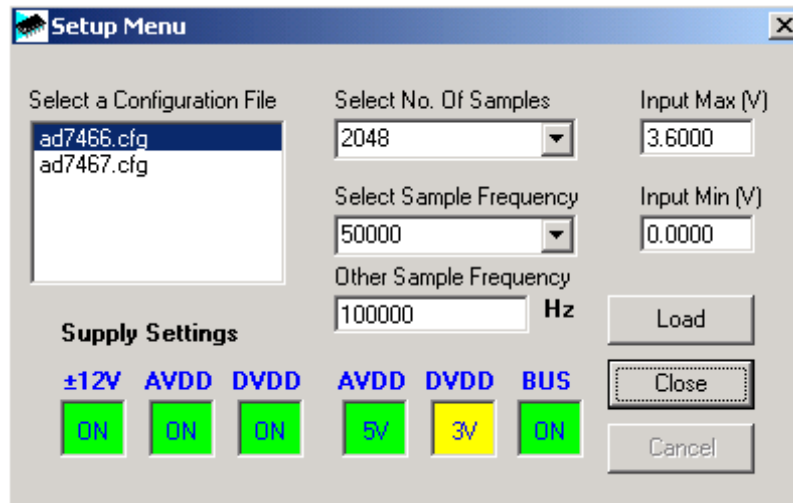 Setup Menu
Select a Configuration File
ad7466.cfg
ad7467.cfg
Select No. Of Samples
2048
Select Sample Frequency
50000
Other Sample Frequency
100000 Hz
Input Max (V)
3.6000
Input Min (V)
0.0000
Load
Close
Cancel
Supply Settings
±12V AVDD DVDD AVDD DVDD BUS
ON ON ON 5V 3V ON